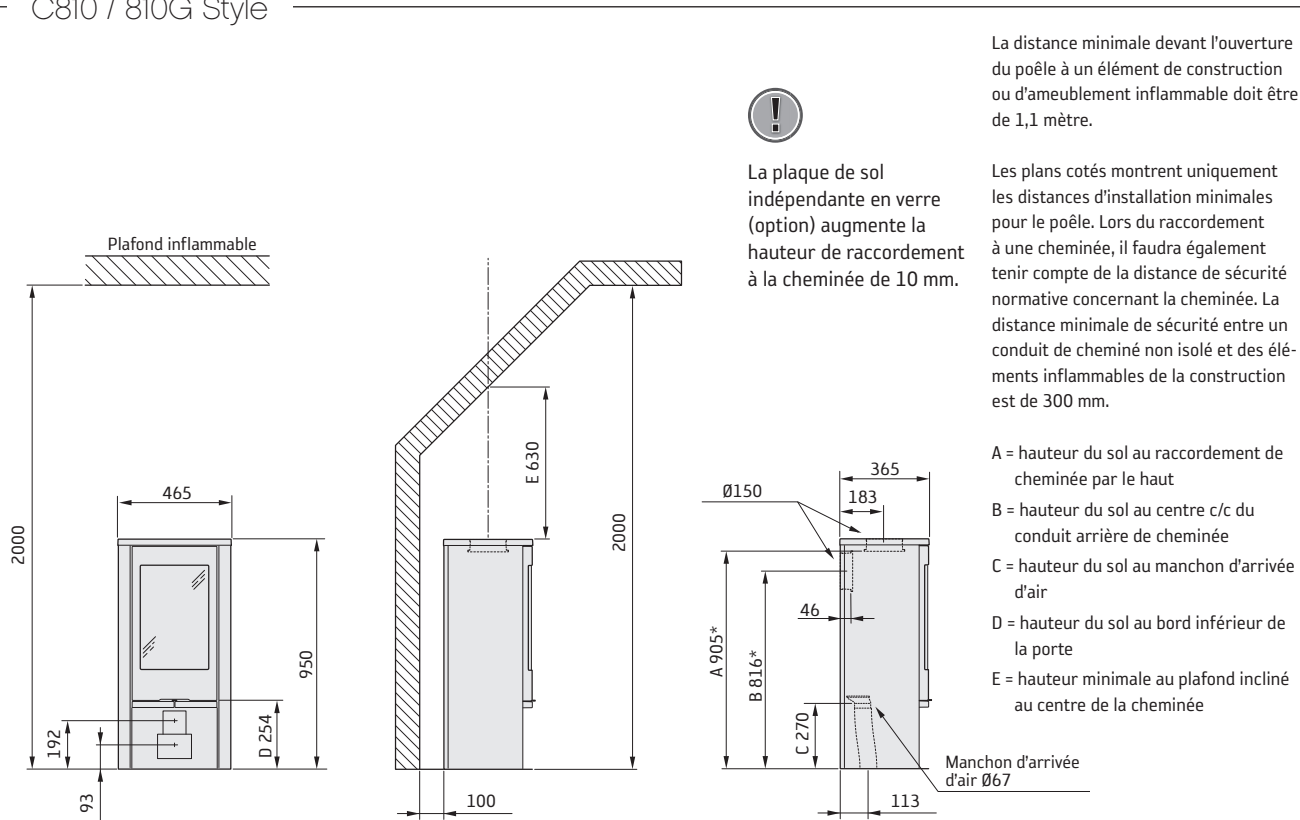 C810 / 810G Style
La distance minimale devant l'ouverture
du poêle à un élément de construction
ou d'ameublement inflammable doit être
de 1,1 mètre.
La plaque de sol
indépendante en verre
(option) augmente la
hauteur de raccordement
à la cheminée de 10 mm.
Les plans cotés montrent uniquement
les distances d'installation minimales
pour le poêle. Lors du raccordement
à une cheminée, il faudra également
tenir compte de la distance de sécurité
normative concernant la cheminée. La
distance minimale de sécurité entre un
conduit de cheminé non isolé et des élé-
ments inflammables de la construction
est de 300 mm.
A = hauteur du sol au raccordement de
cheminée par le haut
B = hauteur du sol au centre c/c du
conduit arrière de cheminée
C = hauteur du sol au manchon d'arrivée
d'air
D = hauteur du sol au bord inférieur de
la porte
E = hauteur minimale au plafond incliné
au centre de la cheminée
Plafond inflammable
2000
465
950
D 254
192
93
E 630
2000
100
Ø150
365
183
46
A 905*
B 816*
C 270
113
Manchon d'arrivée
d'air Ø67